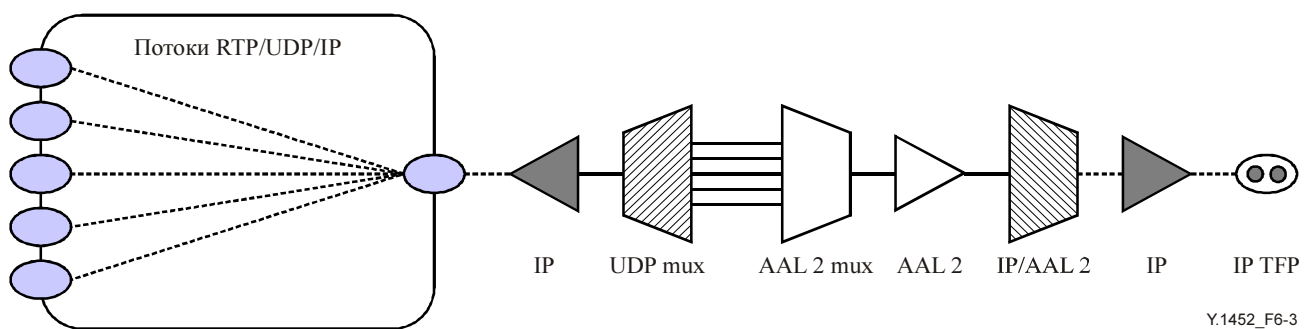 Потоки RTP/UDP/IP
IP UDP mux AAL 2 mux AAL 2 IP/AAL 2 IP IP TFP
Y.1452_F6-3